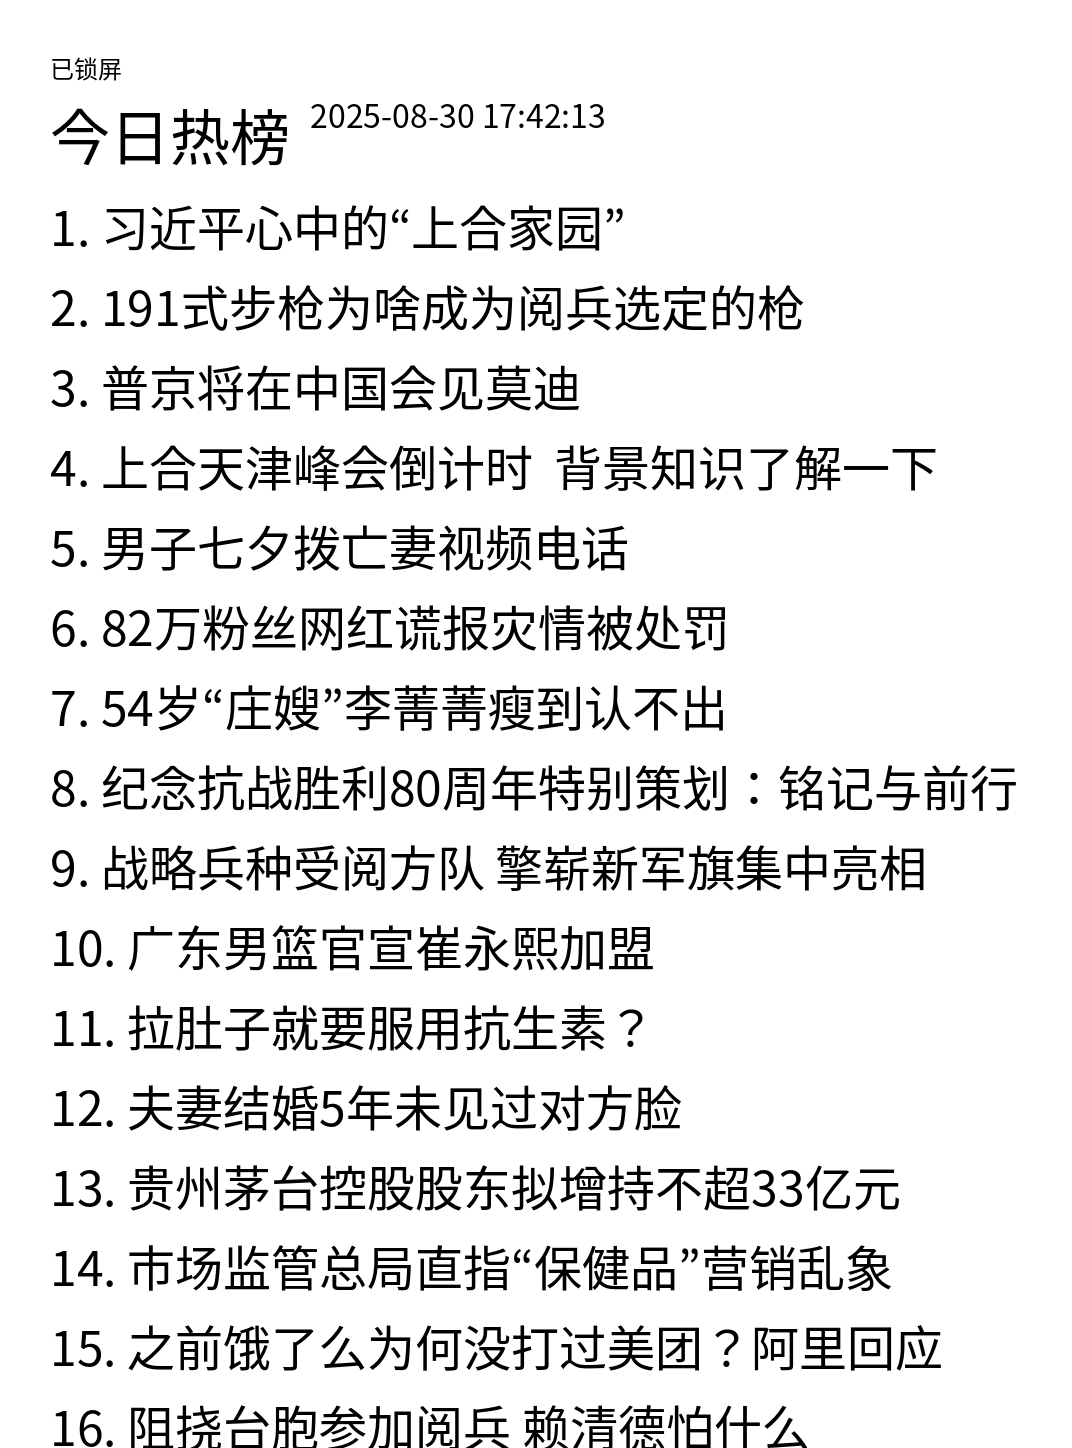 已锁屏
今日热榜 2025-08-30 17:42:13
1. 习近平心中的“上合家园”
2. 191式步枪为啥成为阅兵选定的枪
3. 普京将在中国会见莫迪
4. 上合天津峰会倒计时  背景知识了解一下
5. 男子七夕拨亡妻视频电话
6. 82万粉丝网红谎报灾情被处罚
7. 54岁“庄嫂”李菁菁瘦到认不出
8. 纪念抗战胜利80周年特别策划：铭记与前行
9. 战略兵种受阅方队 擎崭新军旗集中亮相
10. 广东男篮官宣崔永熙加盟
11. 拉肚子就要服用抗生素？
12. 夫妻结婚5年未见过对方脸
13. 贵州茅台控股股东拟增持不超33亿元
14. 市场监管总局直指“保健品”营销乱象
15. 之前饿了么为何没打过美团？阿里回应
16. 阻挠台胞参加阅兵 赖清德怕什么